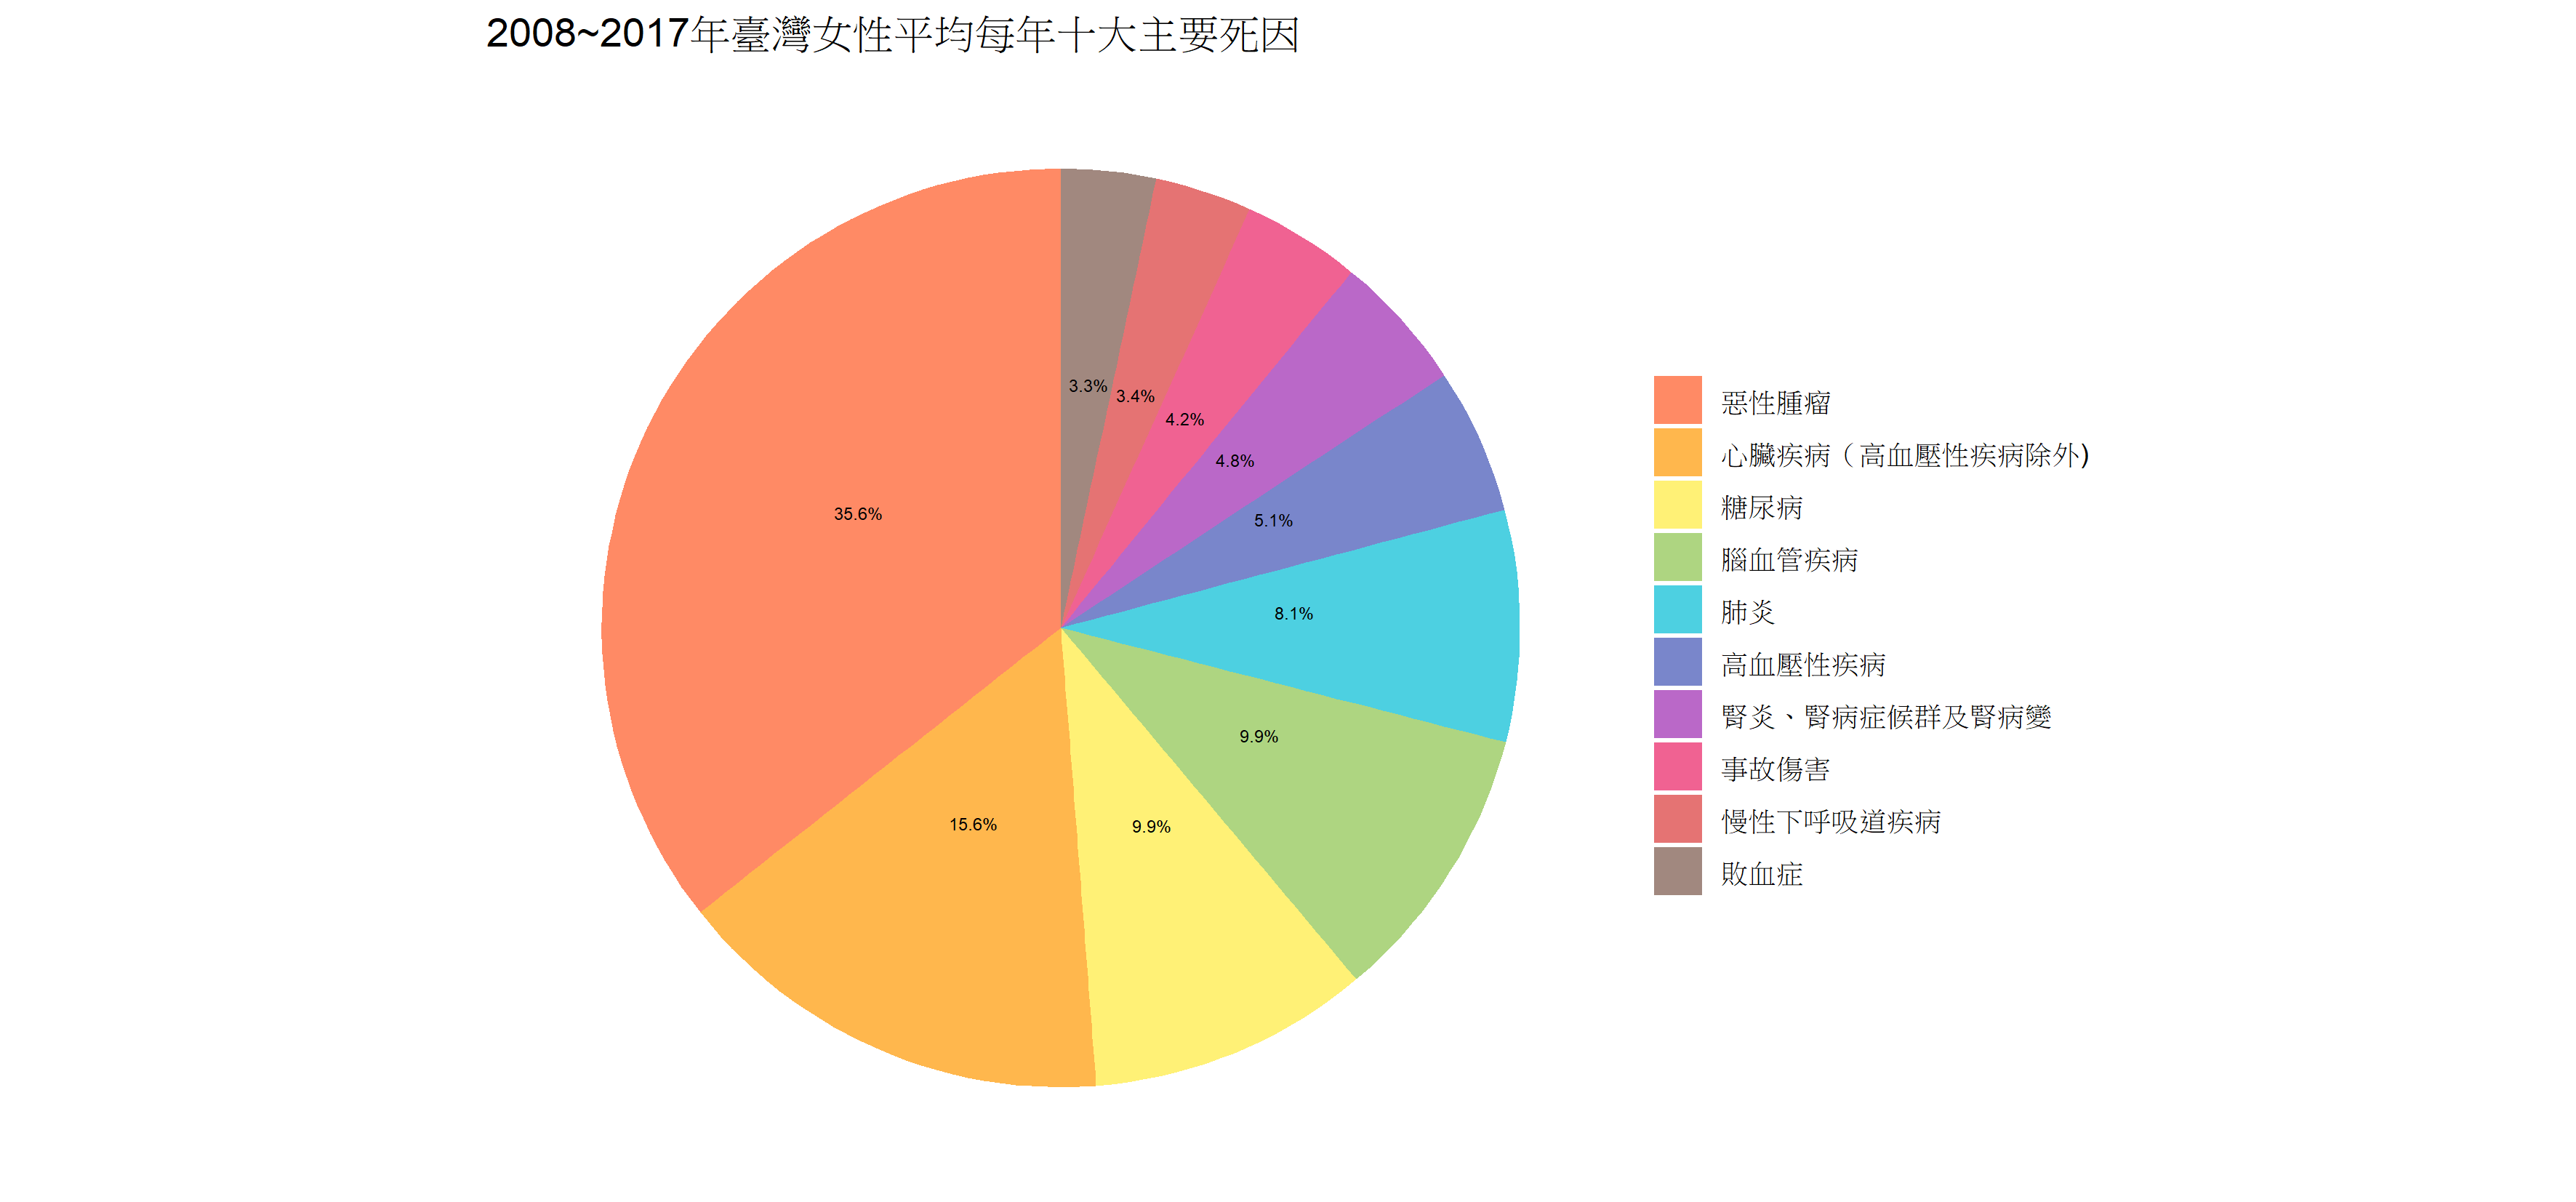 2008~2017年臺灣女性平均每年十大主要死因
3.3%
3.4%
4.2%
4.8%
5.1%
8.1%
9.9%
9.9%
15.6%
35.6%
惡性腫瘤
心臟疾病（高血壓性疾病除外)
糖尿病
腦血管疾病
肺炎
高血壓性疾病
腎炎、腎病症候群及腎病變
事故傷害
慢性下呼吸道疾病
敗血症